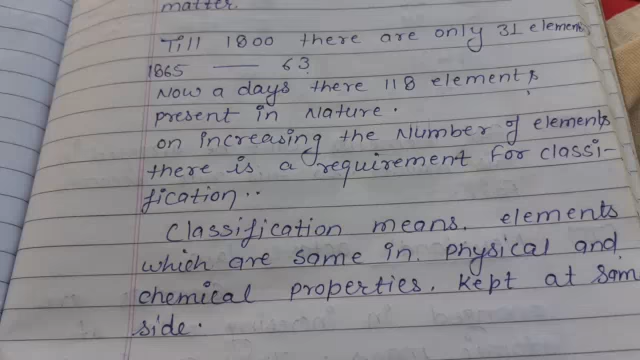 matter.
Till 1800 there are only 31 elemen
1865 —— 63
Now a days there 118 elements
present in Nature.
on increasing the Number of elements
there is a requirement for classi-
fication..
Classification means. elements
which are same in. physical and
chemical properties. kept at sam
side.